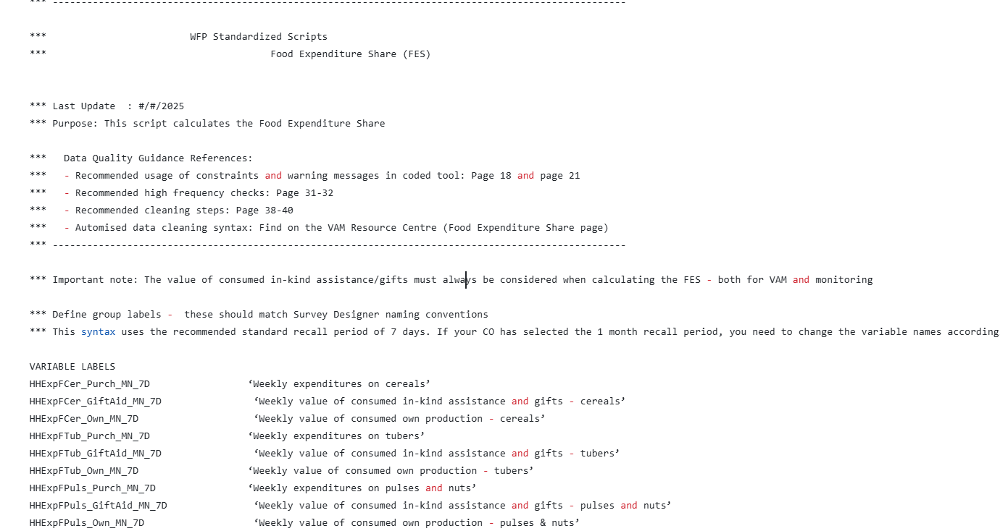 *** ----------------------------------------------------------------------------------------------------
*** WFP Standardized Scripts
*** Food Expenditure Share (FES)
*** Last Update  : #/#/2025
*** Purpose: This script calculates the Food Expenditure Share
***   Data Quality Guidance References:
***   - Recommended usage of constraints and warning messages in coded tool: Page 18 and page 21
***   - Recommended high frequency checks: Page 31-32
***   - Recommended cleaning steps: Page 38-40
***   - Automised data cleaning syntax: Find on the VAM Resource Centre (Food Expenditure Share page)
*** ----------------------------------------------------------------------------------------------------
*** Important note: The value of consumed in-kind assistance/gifts must always be considered when calculating the FES - both for VAM and monitoring
*** Define group labels -  these should match Survey Designer naming conventions
*** This syntax uses the recommended standard recall period of 7 days. If your CO has selected the 1 month recall period, you need to change the variable names according
VARIABLE LABELS
HHExpFCer_Purch_MN_7D ‘Weekly expenditures on cereals’
HHExpFCer_GiftAid_MN_7D ‘Weekly value of consumed in-kind assistance and gifts - cereals’
HHExpFCer_Own_MN_7D ‘Weekly value of consumed own production - cereals’
HHExpFTub_Purch_MN_7D ‘Weekly expenditures on tubers’
HHExpFTub_GiftAid_MN_7D ‘Weekly value of consumed in-kind assistance and gifts - tubers’
HHExpFTub_Own_MN_7D ‘Weekly value of consumed own production - tubers’
HHExpFPuls_Purch_MN_7D ‘Weekly expenditures on pulses and nuts’
HHExpFPuls_GiftAid_MN_7D ‘Weekly value of consumed in-kind assistance and gifts - pulses and nuts’
HHExpFPuls_Own_MN_7D ‘Weekly value of consumed own production - pulses & nuts’